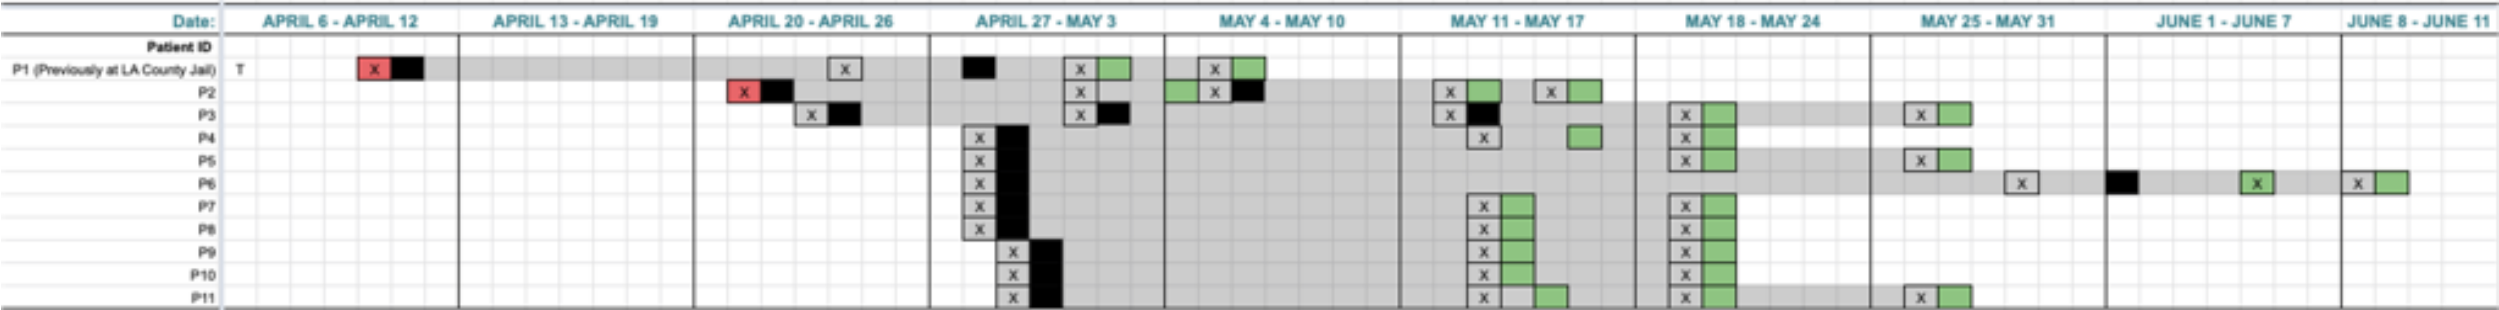 Date: APRIL 6 - APRIL 12 APRIL 13 - APRIL 19 APRIL 20 - APRIL 26 APRIL 27 - MAY 3 MAY 4 - MAY 10 MAY 11 - MAY 17 MAY 18 - MAY 24 MAY 25 - MAY 31 JUNE 1 - JUNE 7 JUNE 8 - JUNE 11
Patient ID
P1 (Previously at LA County Jail) T X X X X
P2 X X X X X
P3 X X X X X
P4 X X X
P5 X X X
P6 X X X X
P7 X X X
P8 X X X
P9 X X X
P10 X X X
P11 X X X X